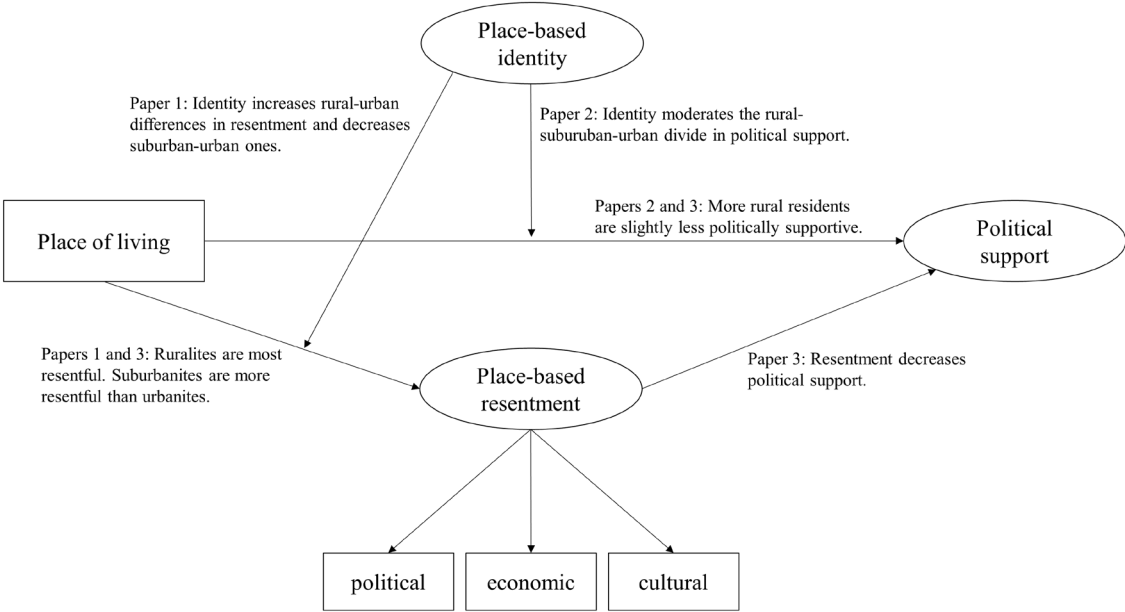 Place-based
identity
Paper 1: Identity increases rural-urban
differences in resentment and decreases
suburban-urban ones.
Paper 2: Identity moderates the rural-
suburuban-urban divide in political support.
Place of living
Papers 2 and 3: More rural residents
are slightly less politically supportive.
Political
support
Papers 1 and 3: Ruralites are most
resentful. Suburbanites are more
resentful than urbanites.
Place-based
resentment
Paper 3: Resentment decreases
political support.
political
economic
cultural